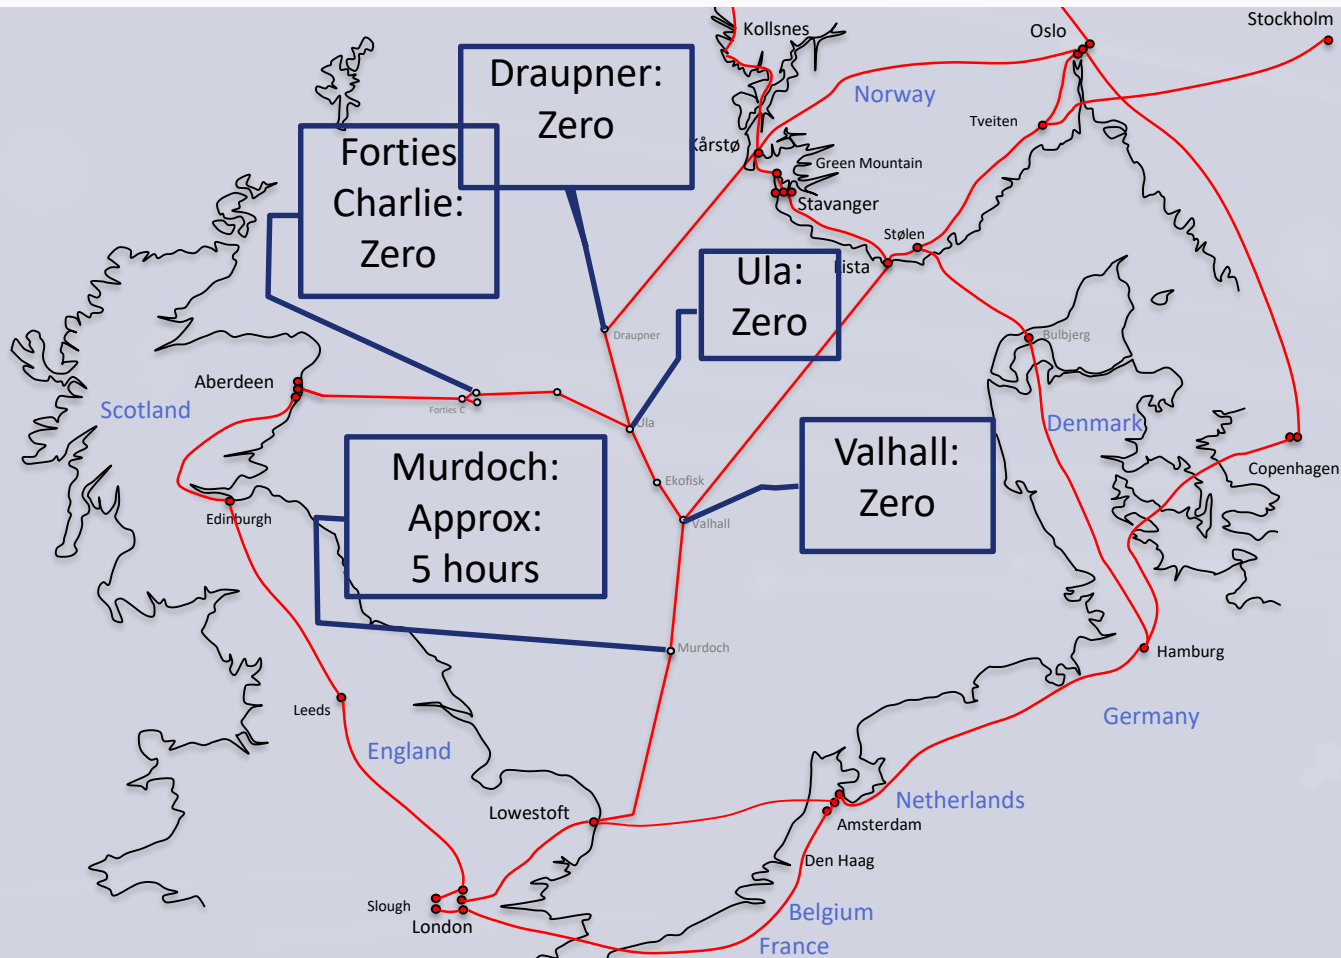 Kollsnes
Oslo
Stockholm
Draupner:
Zero
Norway
Tveiten
Forties
Charlie:
Zero
Kårstø
Green Mountain
Stavanger
Stølen
Lista
Ula:
Zero
Draupner
Bulbjerg
Aberdeen
Scotland
Forties C
Ula
Denmark
Murdoch:
Approx:
5 hours
Valhall:
Zero
Copenhagen
Ekofisk
Valhall
Edinburgh
Murdoch
Hamburg
Leeds
Germany
England
Netherlands
Lowestoft
Amsterdam
Den Haag
Slough
London
Belgium
France